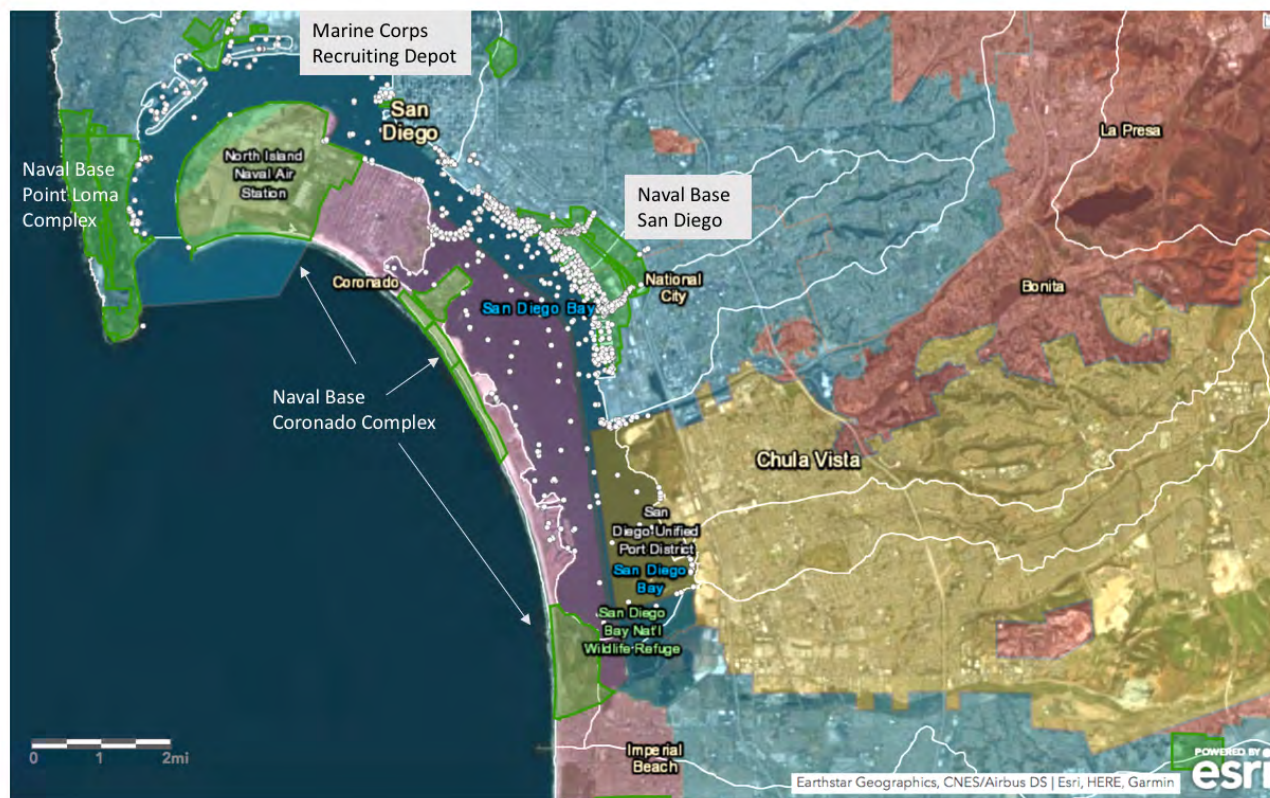 Marine Corps
Recruiting Depot
San
Diego
La Presa
North Island
Naval Air
Station
Naval Base
Point Loma
Complex
Naval Base
San Diego
National
City
Bonita
Coronado
San Diego Bay
Naval Base
Coronado Complex
Chula Vista
San
Diego Unified
Port District
San Diego
Bay
San Diego
Bay Nat'l
Wildlife Refuge
Imperial
Beach
0 1 2mi
POWERED BY
esri
Earthstar Geographics, CNES/Airbus DS | Esri, HERE, Garmin